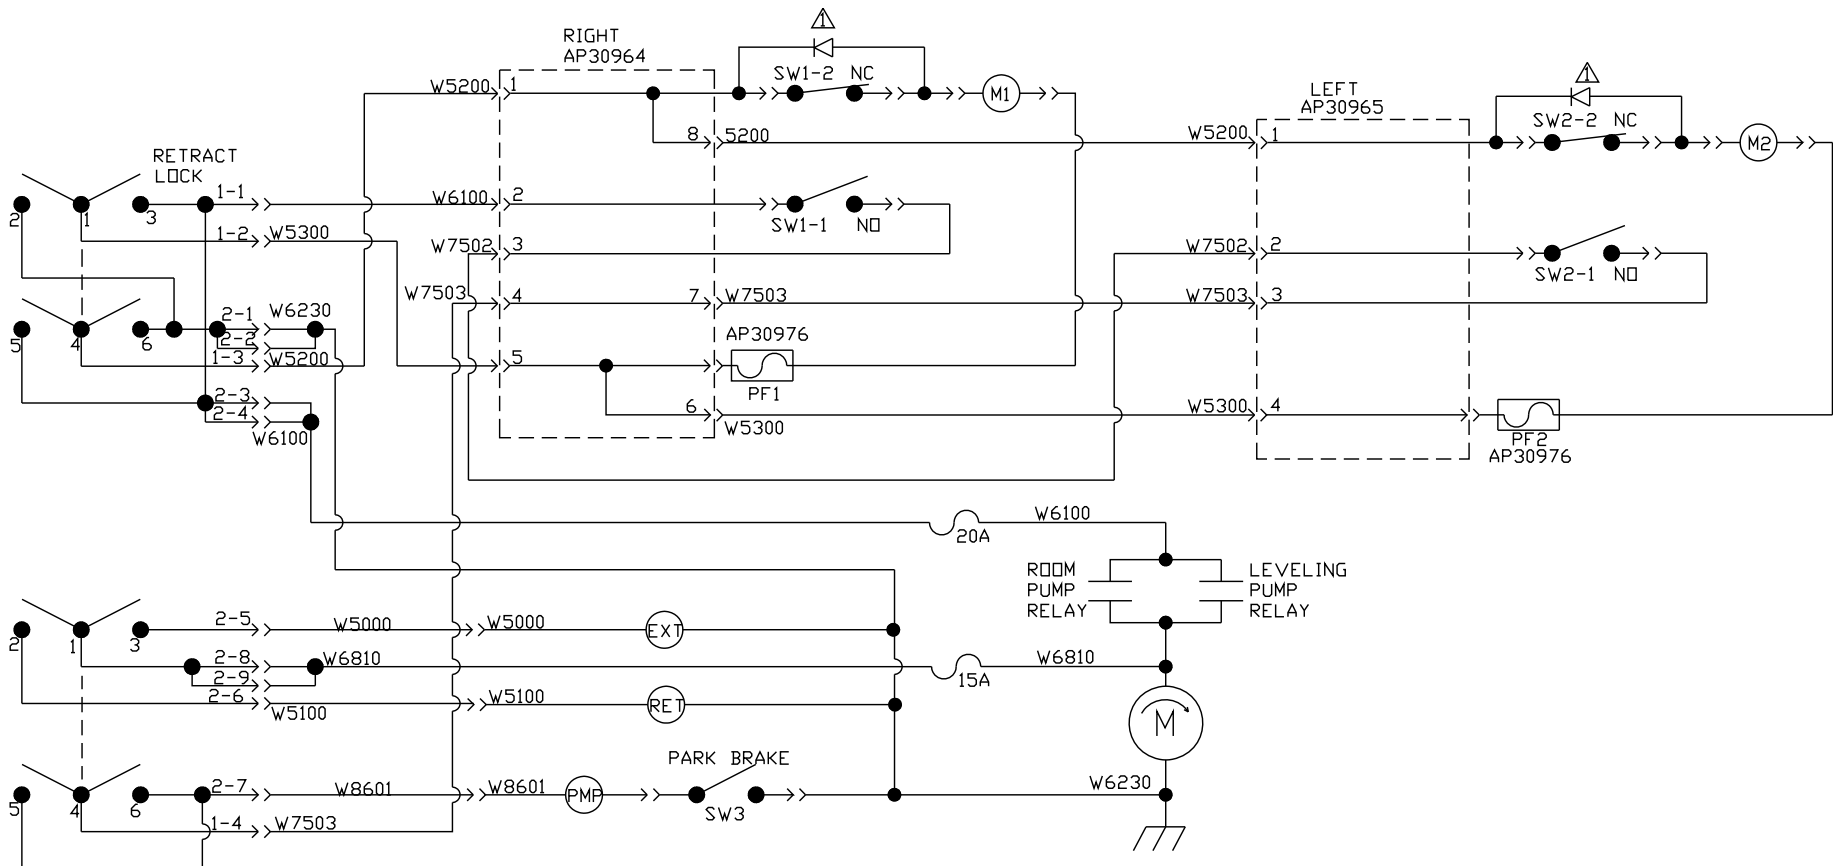 1
RIGHT
AP30964
SW1-2 NC
W5200
1
M1
1
LEFT
AP30965
SW2-2 NC
8
5200
W5200
1
M2
RETRACT
LOCK
1-1
2
1
3
W6100
2
SW1-1 NO
1-2
W5300
W7502
3
W7502
2
SW2-1 NO
W7503
4
7
W7503
W7503
3
2-1
W6230
5
4
6
2-2
1-3
W5200
5
AP30976
PF1
2-3
2-4
W6100
6
W5300
W5300
4
PF2
AP30976
20A
W6100
ROOM
PUMP
RELAY
LEVELING
PUMP
RELAY
2
1
3
2-5
W5000
W5000
EXT
2-8
W6810
2-9
15A
W6810
2-6
W5100
W5100
RET
M
PARK BRAKE
5
4
6
2-7
W8601
W8601
PMP
SW3
W6230
1-4
W7503